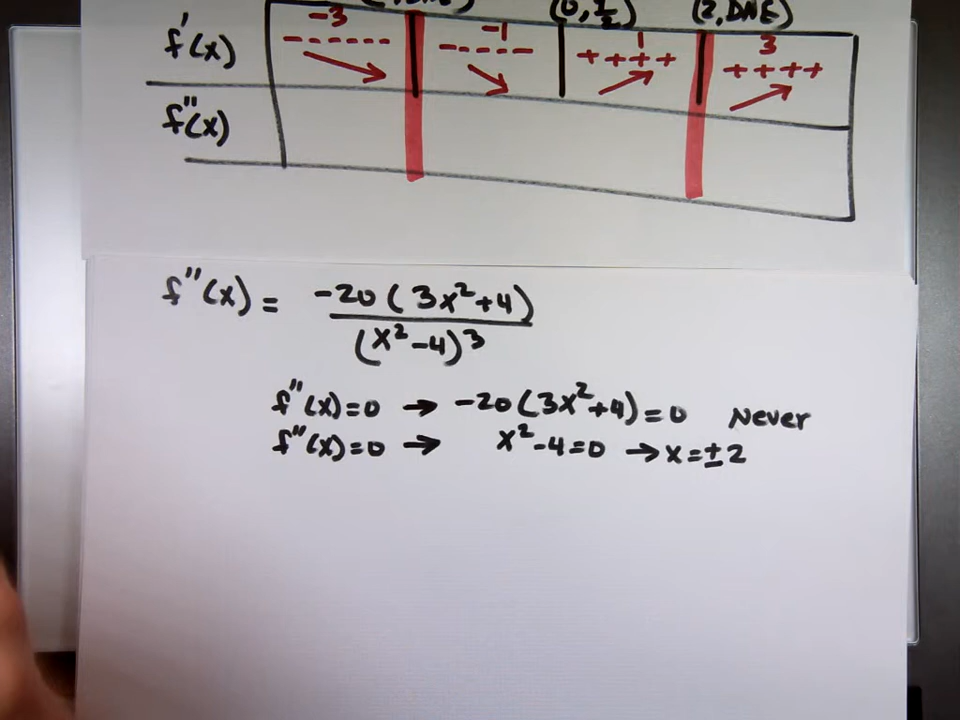 (0, 9/2) (2, DNE)
f'(x) -3 - - - - - - - -1 - - - - - - 1 + + + + + 3 + + + +
f''(x)
f''(x) = -20(3x²+4) / (x²-4)³
f''(x)=0 → -20(3x²+4)=0 Never
f''(x)=0 → x²-4=0 → x=±2